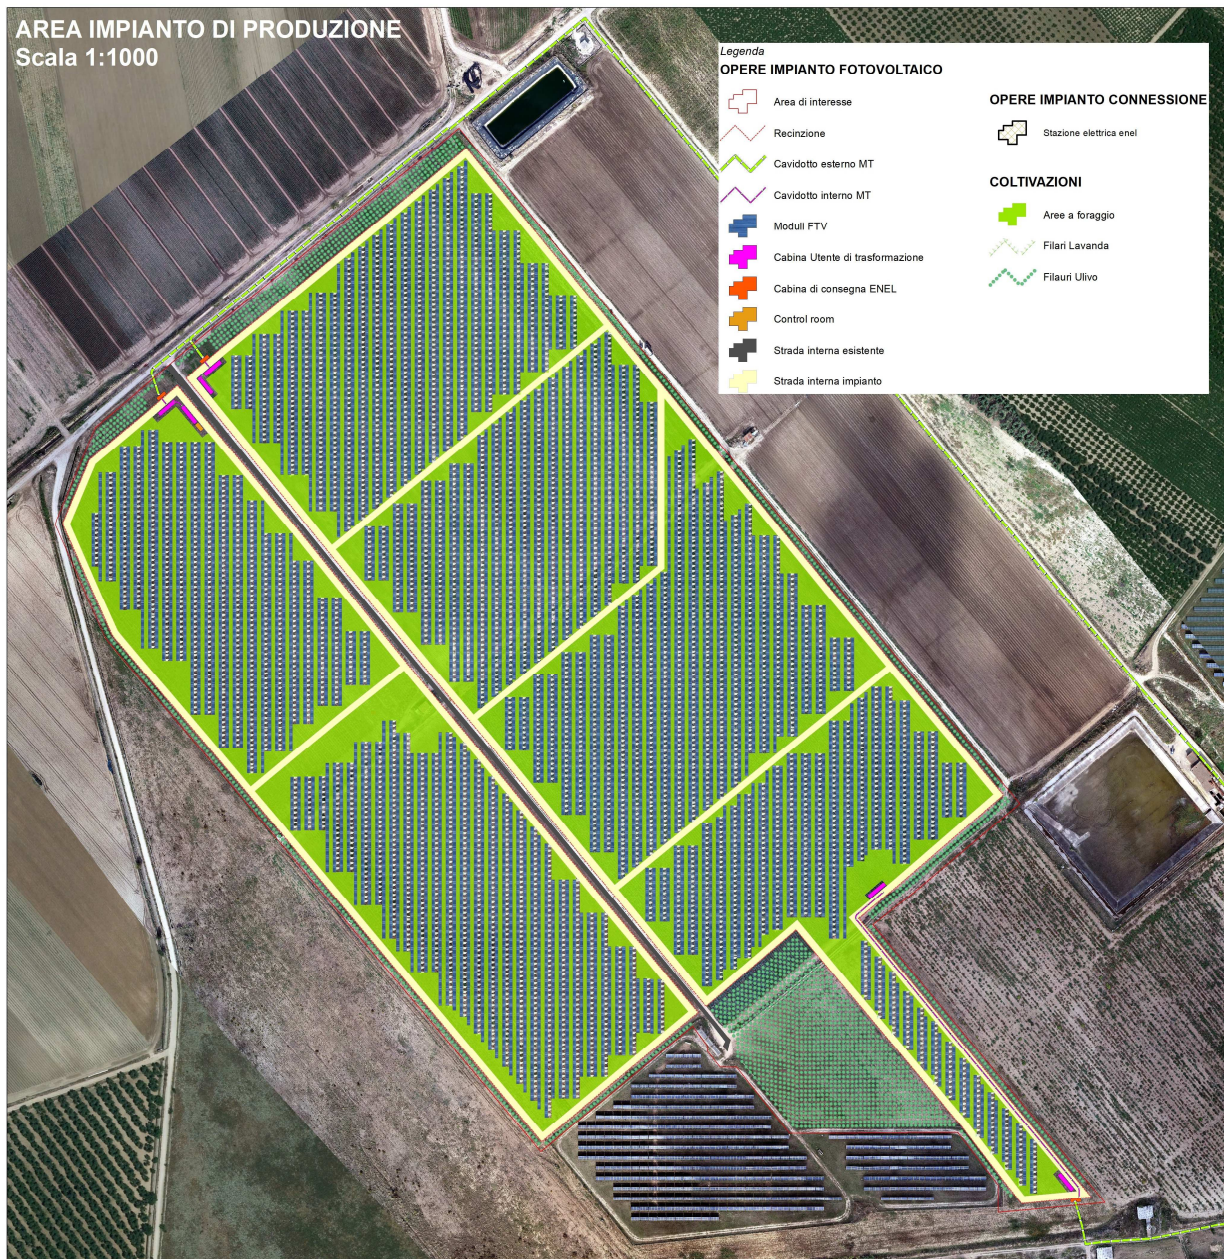 AREA IMPIANTO DI PRODUZIONE
Scala 1:1000
Legenda
OPERE IMPIANTO FOTOVOLTAICO
Area di interesse
Recinzione
Cavidotto esterno MT
Cavidotto interno MT
Moduli FTV
Cabina Utente di trasformazione
Cabina di consegna ENEL
Control room
Strada interna esistente
Strada interna impianto
OPERE IMPIANTO CONNESSIONE
Stazione elettrica enel
COLTIVAZIONI
Aree a foraggio
Filari Lavanda
Filauri Ulivo